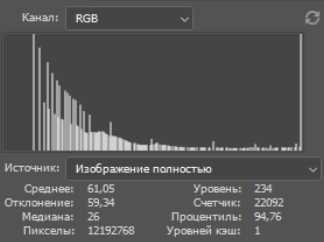 Канал: RGB
Источник: Изображение полностью
Среднее: 61,05 Уровень: 234
Отклонение: 59,34 Счетчик: 22092
Медиана: 26 Процентиль: 94,76
Пикселы: 12192768 Уровней кэш: 1